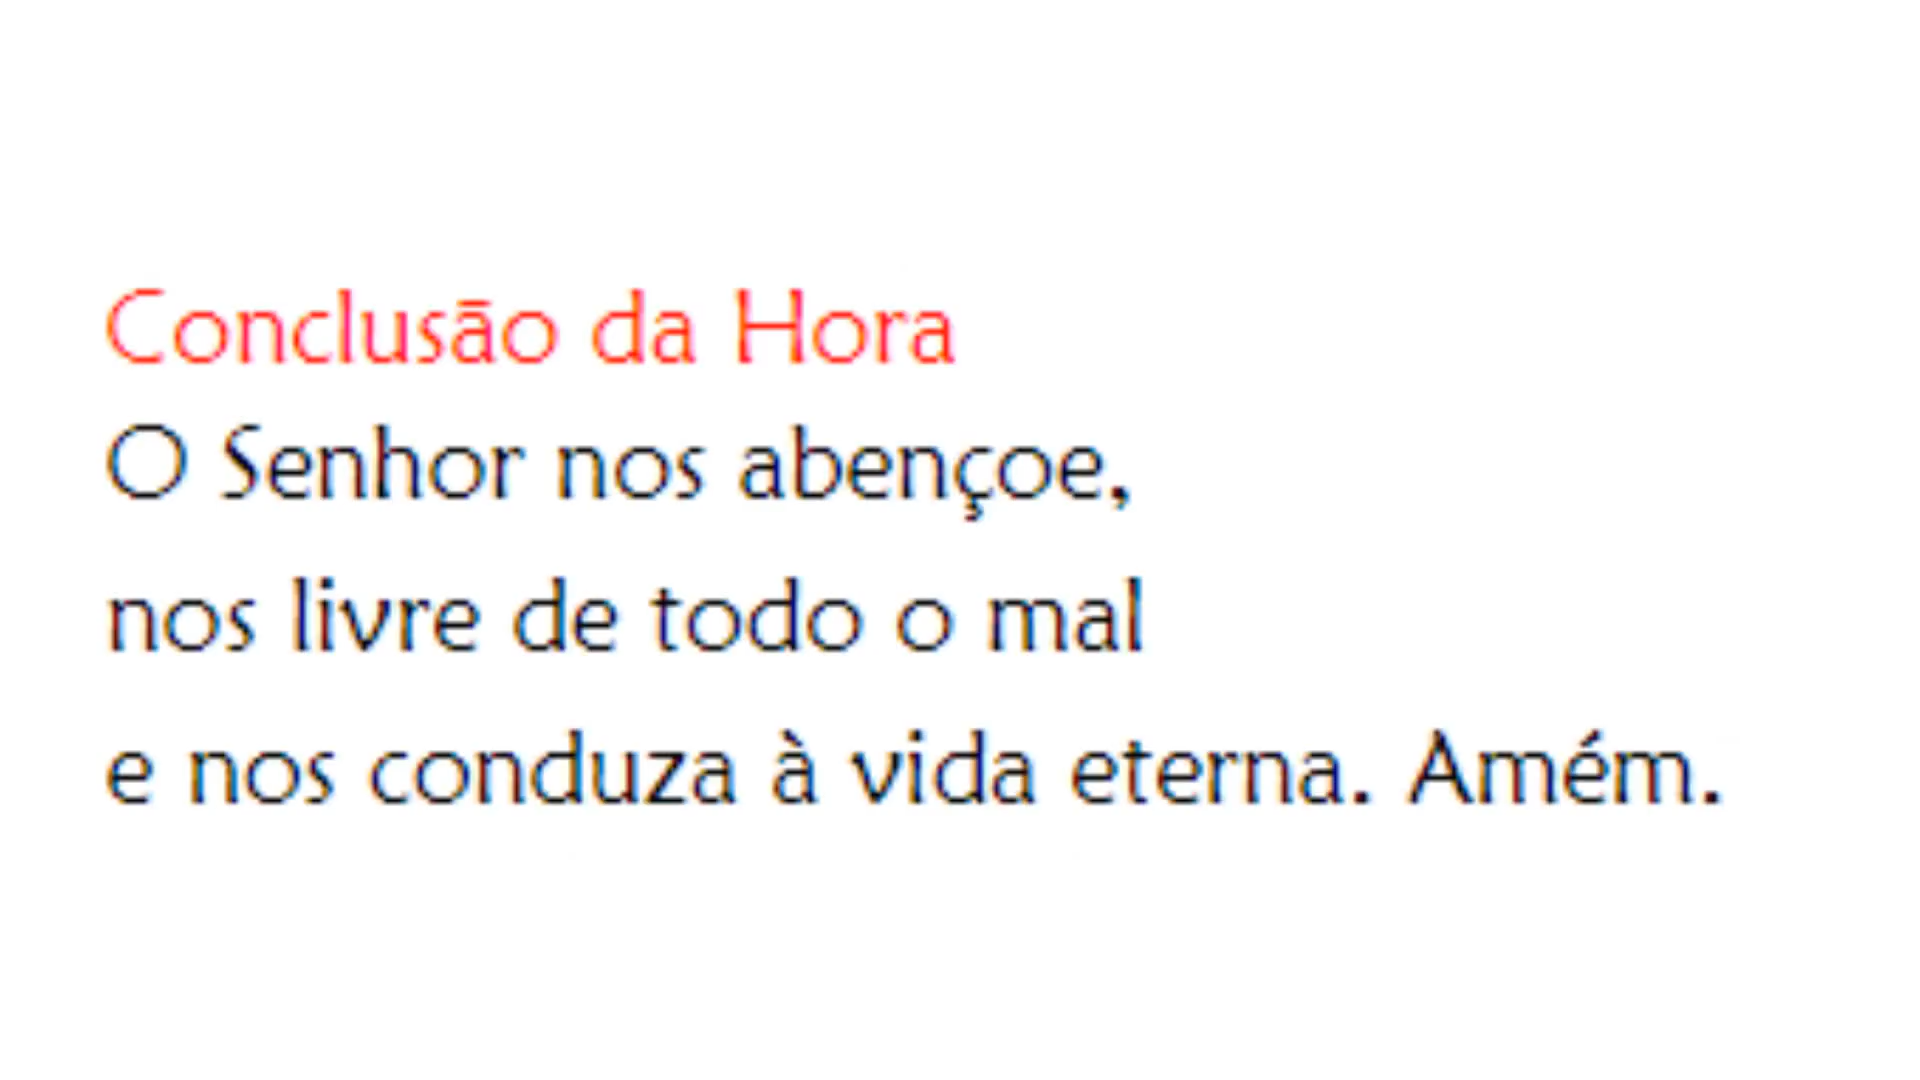 Conclusão da Hora
O Senhor nos abençoe,
nos livre de todo o mal
e nos conduza à vida eterna. Amém.